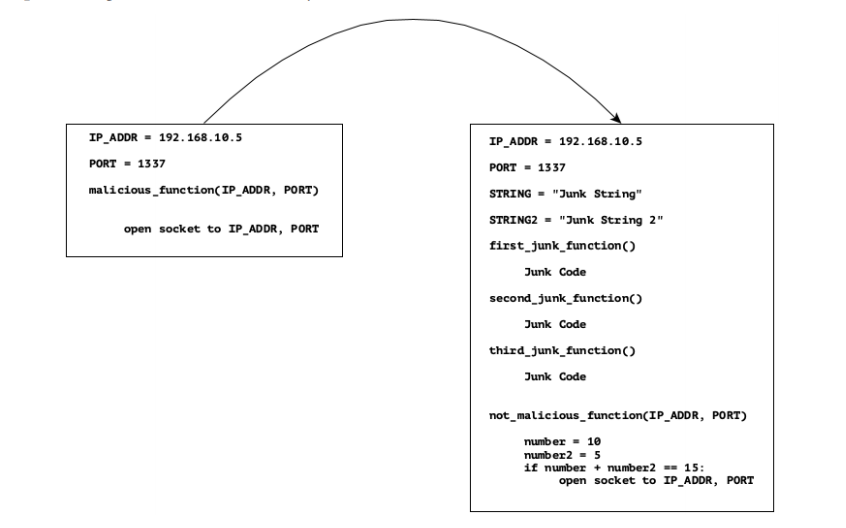 IP_ADDR = 192.168.10.5
PORT = 1337
malicious_function(IP_ADDR, PORT)
open socket to IP_ADDR, PORT
IP_ADDR = 192.168.10.5
PORT = 1337
STRING = "Junk String"
STRING2 = "Junk String 2"
first_junk_function()
Junk Code
second_junk_function()
Junk Code
third_junk_function()
Junk Code
not_malicious_function(IP_ADDR, PORT)
number = 10
number2 = 5
if number + number2 == 15:
open socket to IP_ADDR, PORT